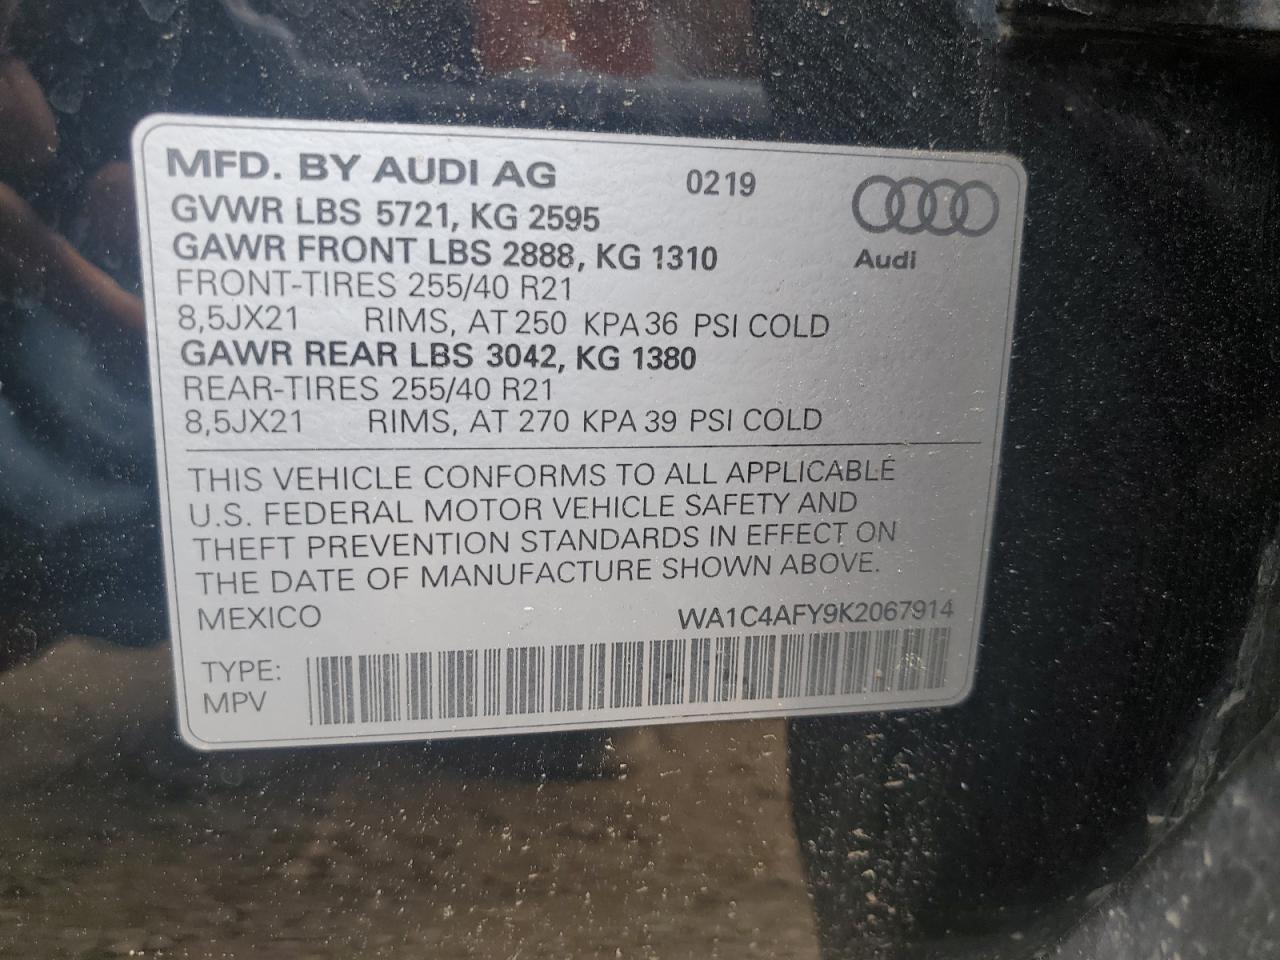 MFD. BY AUDI AG 0219
GVWR LBS 5721, KG 2595
GAWR FRONT LBS 2888, KG 1310 Audi
FRONT-TIRES 255/40 R21
8,5JX21 RIMS, AT 250 KPA 36 PSI COLD
GAWR REAR LBS 3042, KG 1380
REAR-TIRES 255/40 R21
8,5JX21 RIMS, AT 270 KPA 39 PSI COLD
THIS VEHICLE CONFORMS TO ALL APPLICABLE
U.S. FEDERAL MOTOR VEHICLE SAFETY AND
THEFT PREVENTION STANDARDS IN EFFECT ON
THE DATE OF MANUFACTURE SHOWN ABOVE.
MEXICO WA1C4AFY9K2067914
TYPE:
MPV